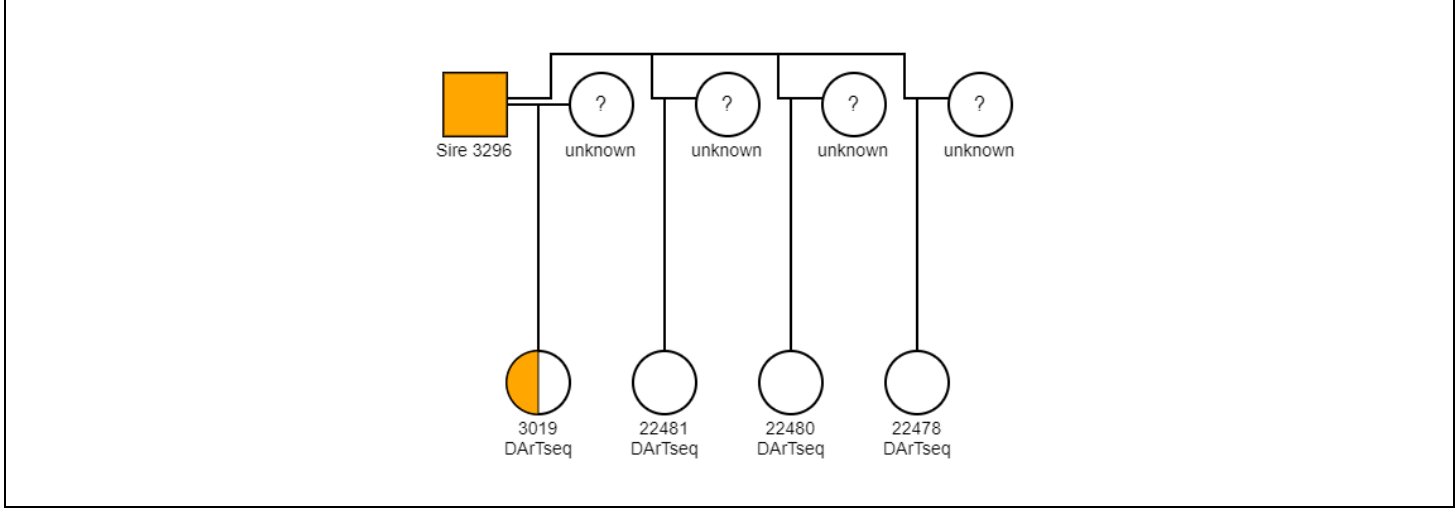 ? ? ? ?
Sire 3296 unknown unknown unknown unknown
3019 22481 22480 22478
DArTseq DArTseq DArTseq DArTseq